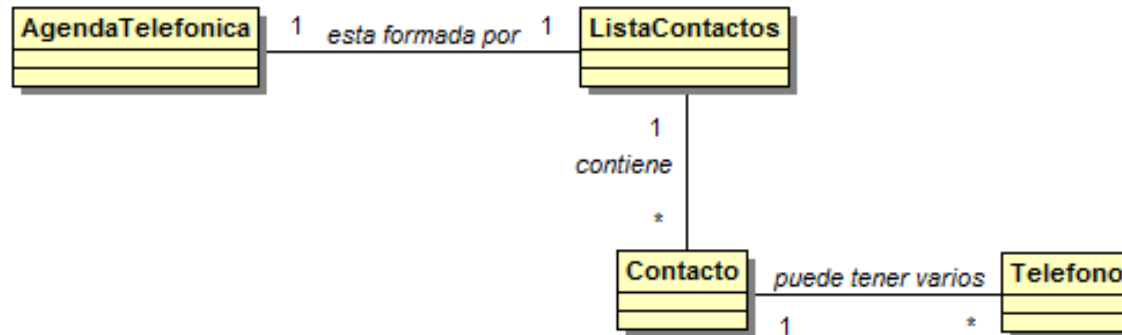 AgendaTelefonica
1 esta formada por 1
ListaContactos
1
contiene
*
Contacto
puede tener varios
1 *
Telefono